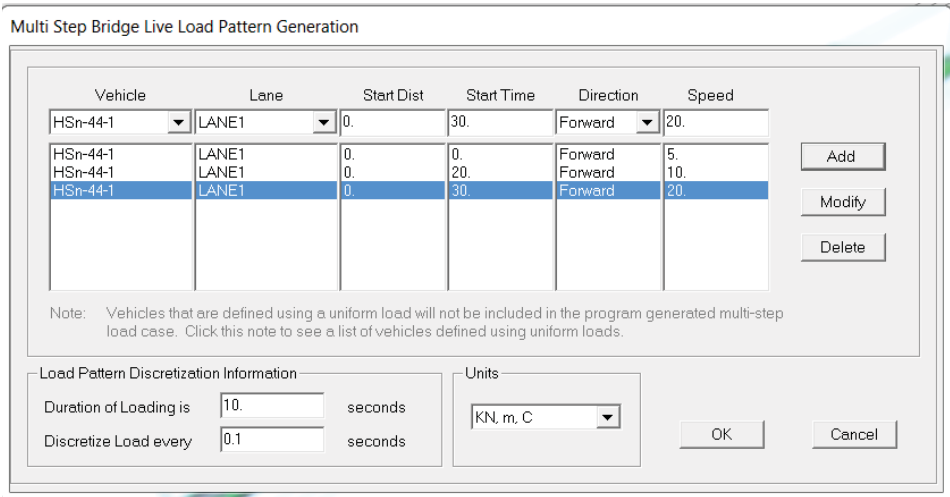 Multi Step Bridge Live Load Pattern Generation
Vehicle Lane Start Dist Start Time Direction Speed
HSn-44-1 LANE1 0. 30. Forward 20.
HSn-44-1 LANE1 0. 0. Forward 5.
HSn-44-1 LANE1 0. 20. Forward 10.
HSn-44-1 LANE1 0. 30. Forward 20.
Add
Modify
Delete
Note: Vehicles that are defined using a uniform load will not be included in the program generated multi-step
load case. Click this note to see a list of vehicles defined using uniform loads.
Load Pattern Discretization Information
Duration of Loading is 10. seconds
Discretize Load every 0.1 seconds
Units
KN, m, C
OK
Cancel